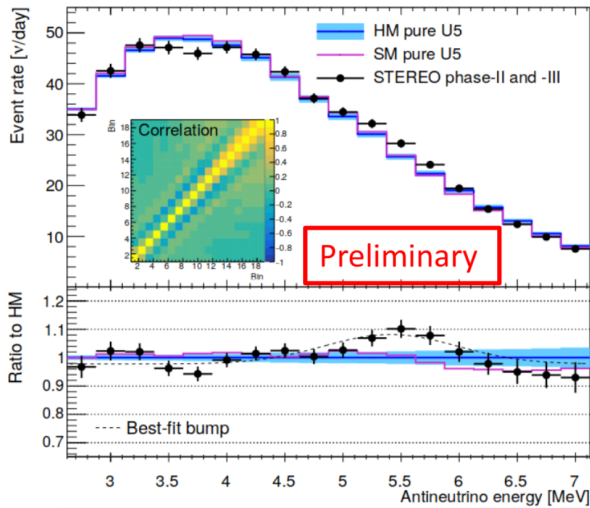 Event rate [ν/day]
50
40
30
20
10
HM pure U5
SM pure U5
STEREO phase-II and -III
Correlation
Bin
18
16
14
12
10
8
6
4
2
2 4 6 8 10 12 14 16 18
Bin
1
0.8
0.6
0.4
0.2
0
-0.2
-0.4
-0.6
-0.8
-1
Preliminary
Ratio to HM
1.2
1.1
1
0.9
0.8
0.7
Best-fit bump
3 3.5 4 4.5 5 5.5 6 6.5 7
Antineutrino energy [MeV]